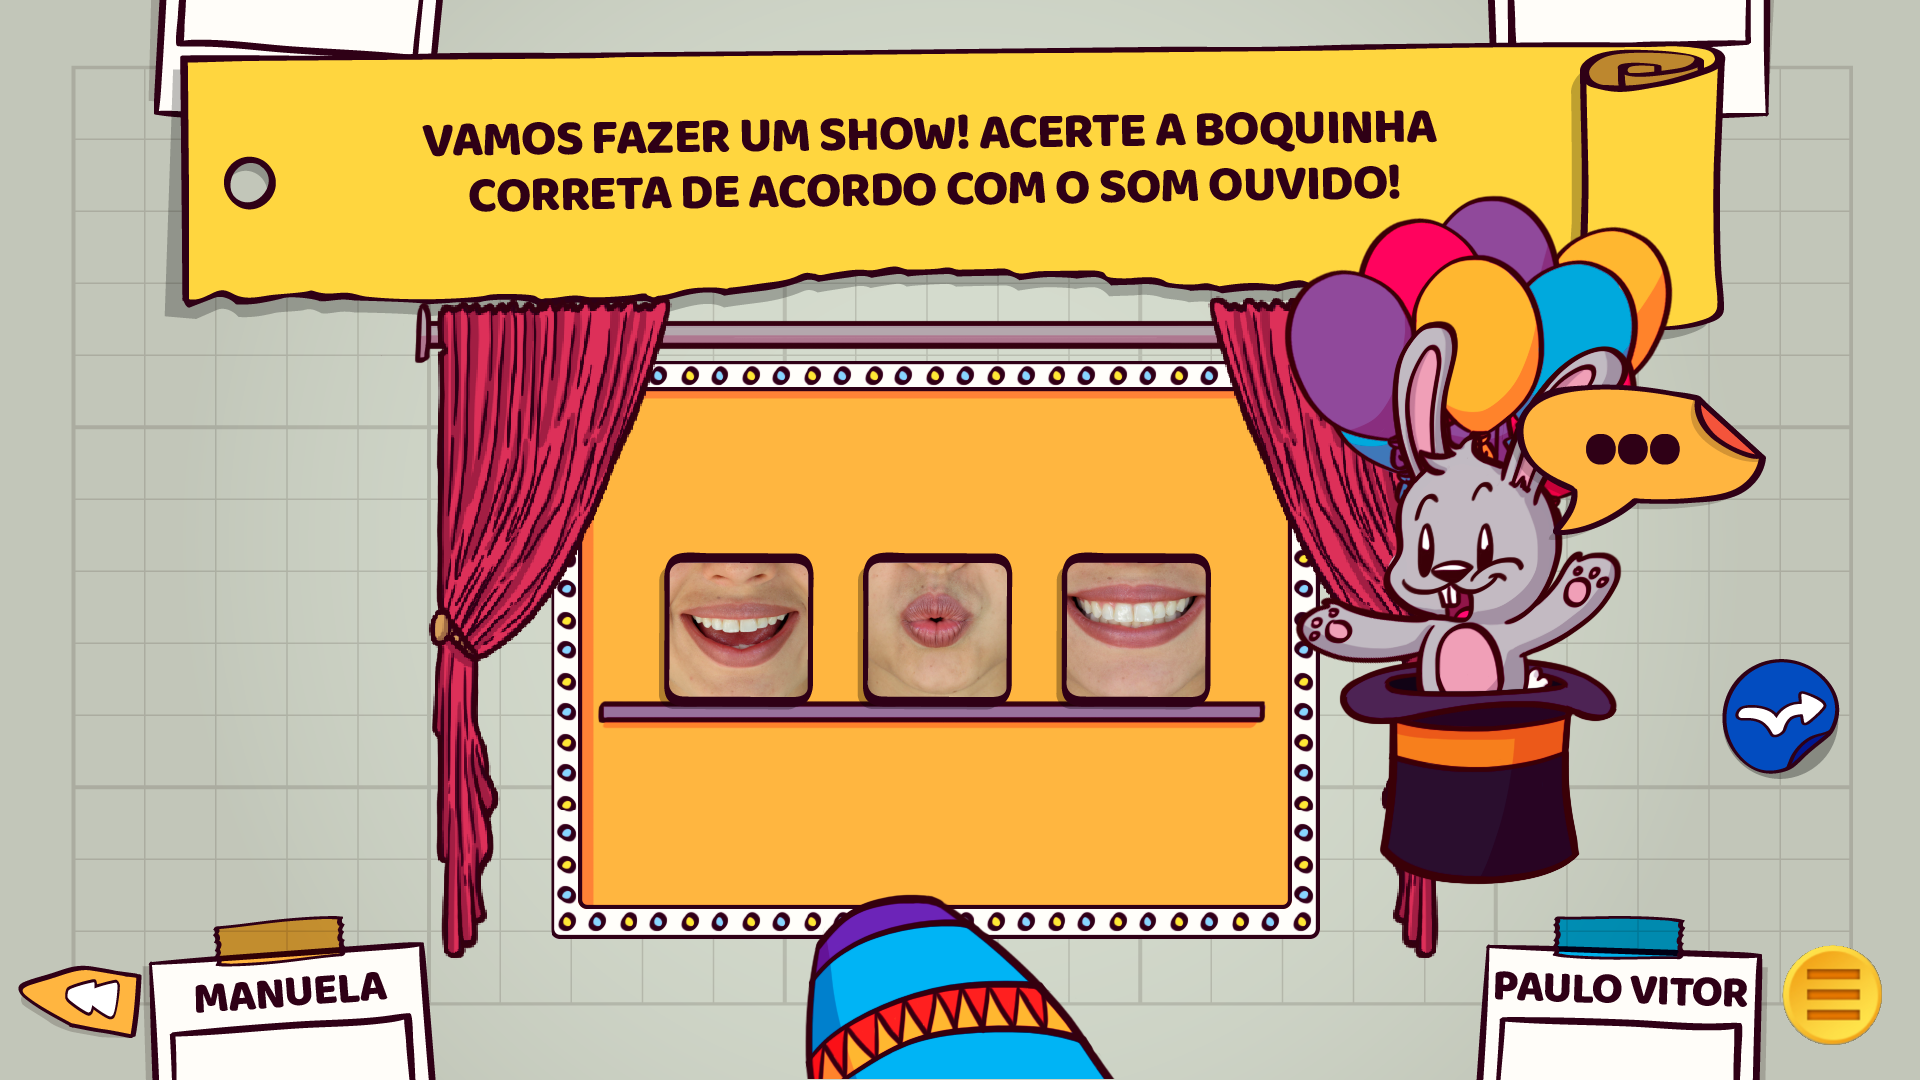 VAMOS FAZER UM SHOW! ACERTE A BOQUINHA
CORRETA DE ACORDO COM O SOM OUVIDO!
MANUELA
PAULO VITOR